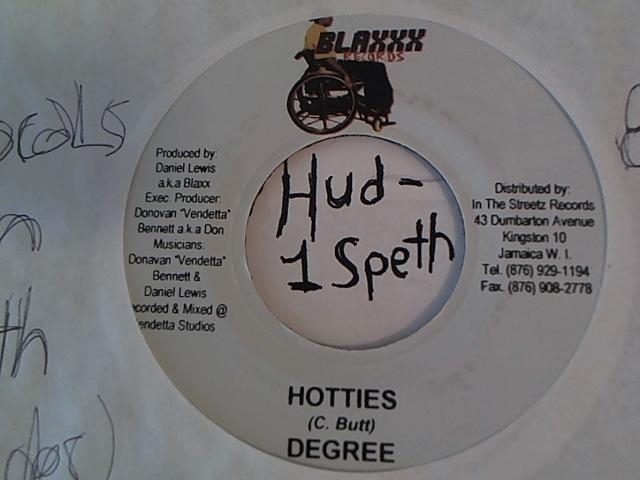 BLAXXX
RECORDS
Produced by:
Daniel Lewis
a.k.a Blaxx
Exec. Producer:
Donovan "Vendetta"
Bennett a.k.a Don
Musicians:
Donavan "Vendetta"
Bennett &
Daniel Lewis
ecorded & Mixed @
endetta Studios
Hud-
1 Speth
Distributed by:
In The Streetz Records
43 Dumbarton Avenue
Kingston 10
Jamaica W. I.
Tel. (876) 929-1194
Fax. (876) 908-2778
HOTTIES
(C. Butt)
DEGREE